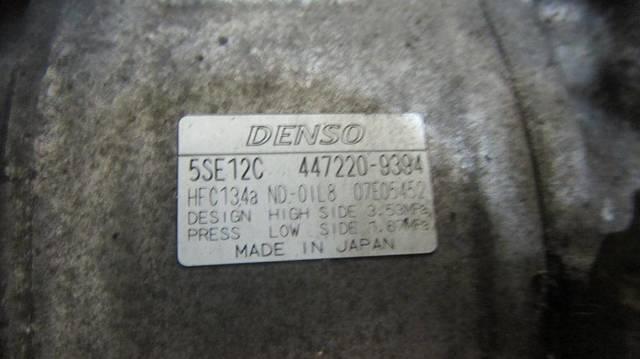 DENSO
5SE12C 447220-9394
HFC134a ND-OIL8 07E05452
DESIGN HIGH SIDE 3.53MPa
PRESS LOW SIDE 1.67MPa
MADE IN JAPAN